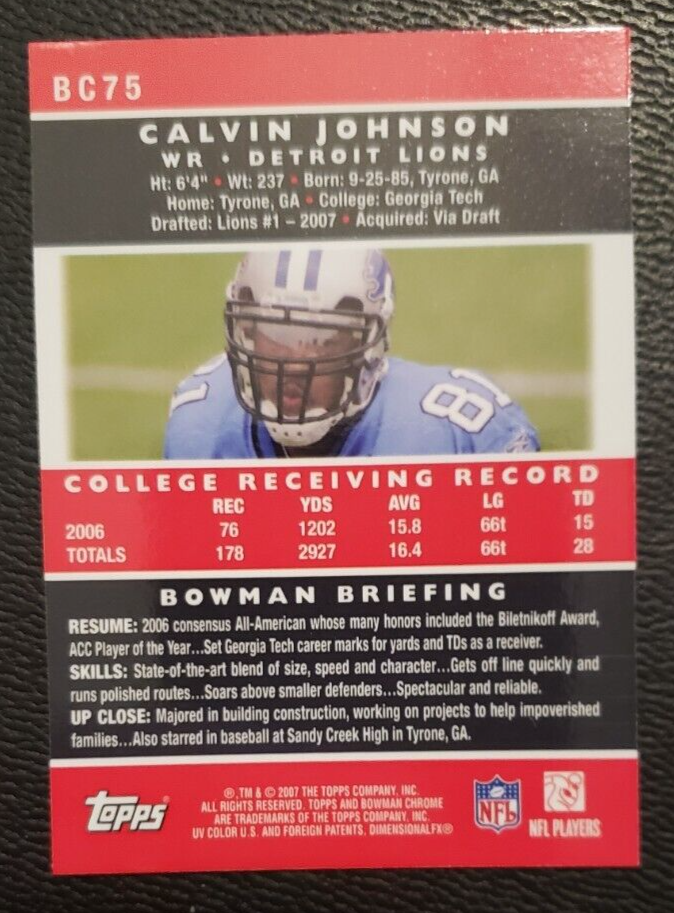 BC75
CALVIN JOHNSON
WR • DETROIT LIONS
Ht: 6'4" • Wt: 237 • Born: 9-25-85, Tyrone, GA
Home: Tyrone, GA • College: Georgia Tech
Drafted: Lions #1 – 2007 • Acquired: Via Draft
81
81
COLLEGE RECEIVING RECORD
REC YDS AVG LG TD
2006 76 1202 15.8 66t 15
TOTALS 178 2927 16.4 66t 28
BOWMAN BRIEFING
RESUME: 2006 consensus All-American whose many honors included the Biletnikoff Award,
ACC Player of the Year...Set Georgia Tech career marks for yards and TDs as a receiver.
SKILLS: State-of-the-art blend of size, speed and character...Gets off line quickly and
runs polished routes...Soars above smaller defenders...Spectacular and reliable.
UP CLOSE: Majored in building construction, working on projects to help impoverished
families...Also starred in baseball at Sandy Creek High in Tyrone, GA.
topps
®,TM & © 2007 THE TOPPS COMPANY, INC.
ALL RIGHTS RESERVED. TOPPS AND BOWMAN CHROME
ARE TRADEMARKS OF THE TOPPS COMPANY, INC.
UV COLOR U.S. AND FOREIGN PATENTS. DIMENSIONALFX®
NFL
NFL PLAYERS